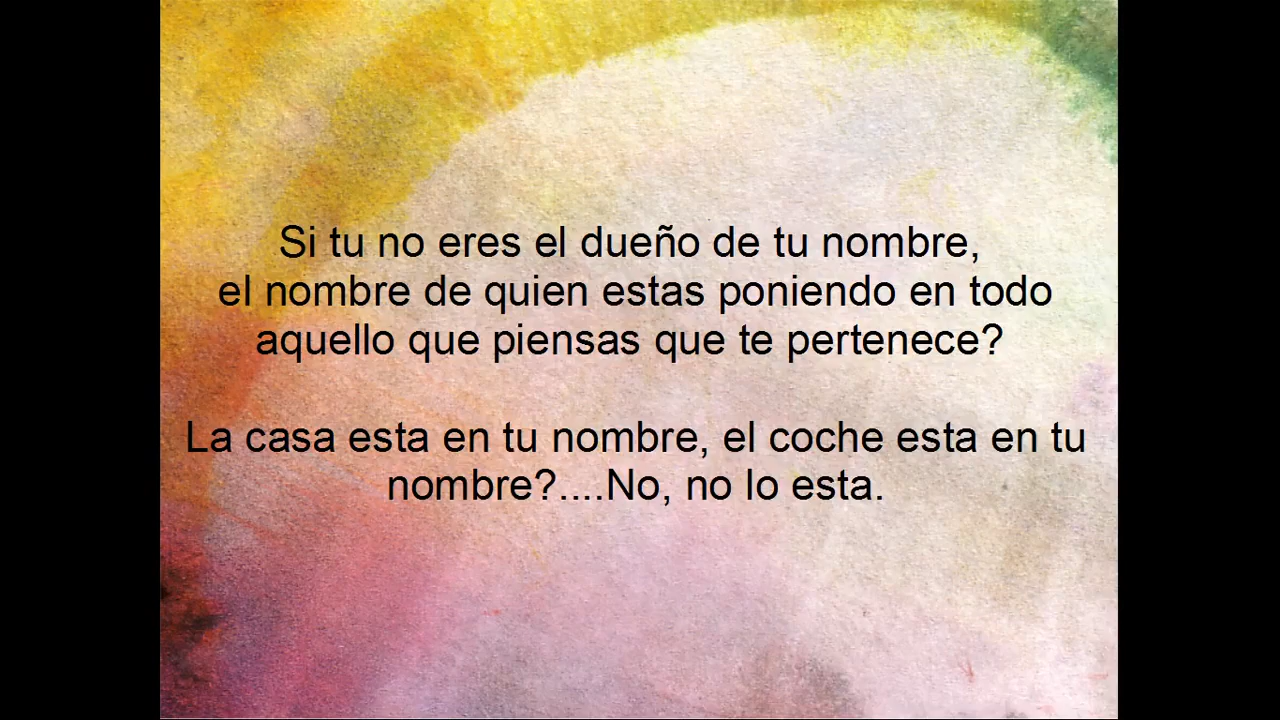 Si tu no eres el dueño de tu nombre,
el nombre de quien estas poniendo en todo
aquello que piensas que te pertenece?
La casa esta en tu nombre, el coche esta en tu
nombre?....No, no lo esta.